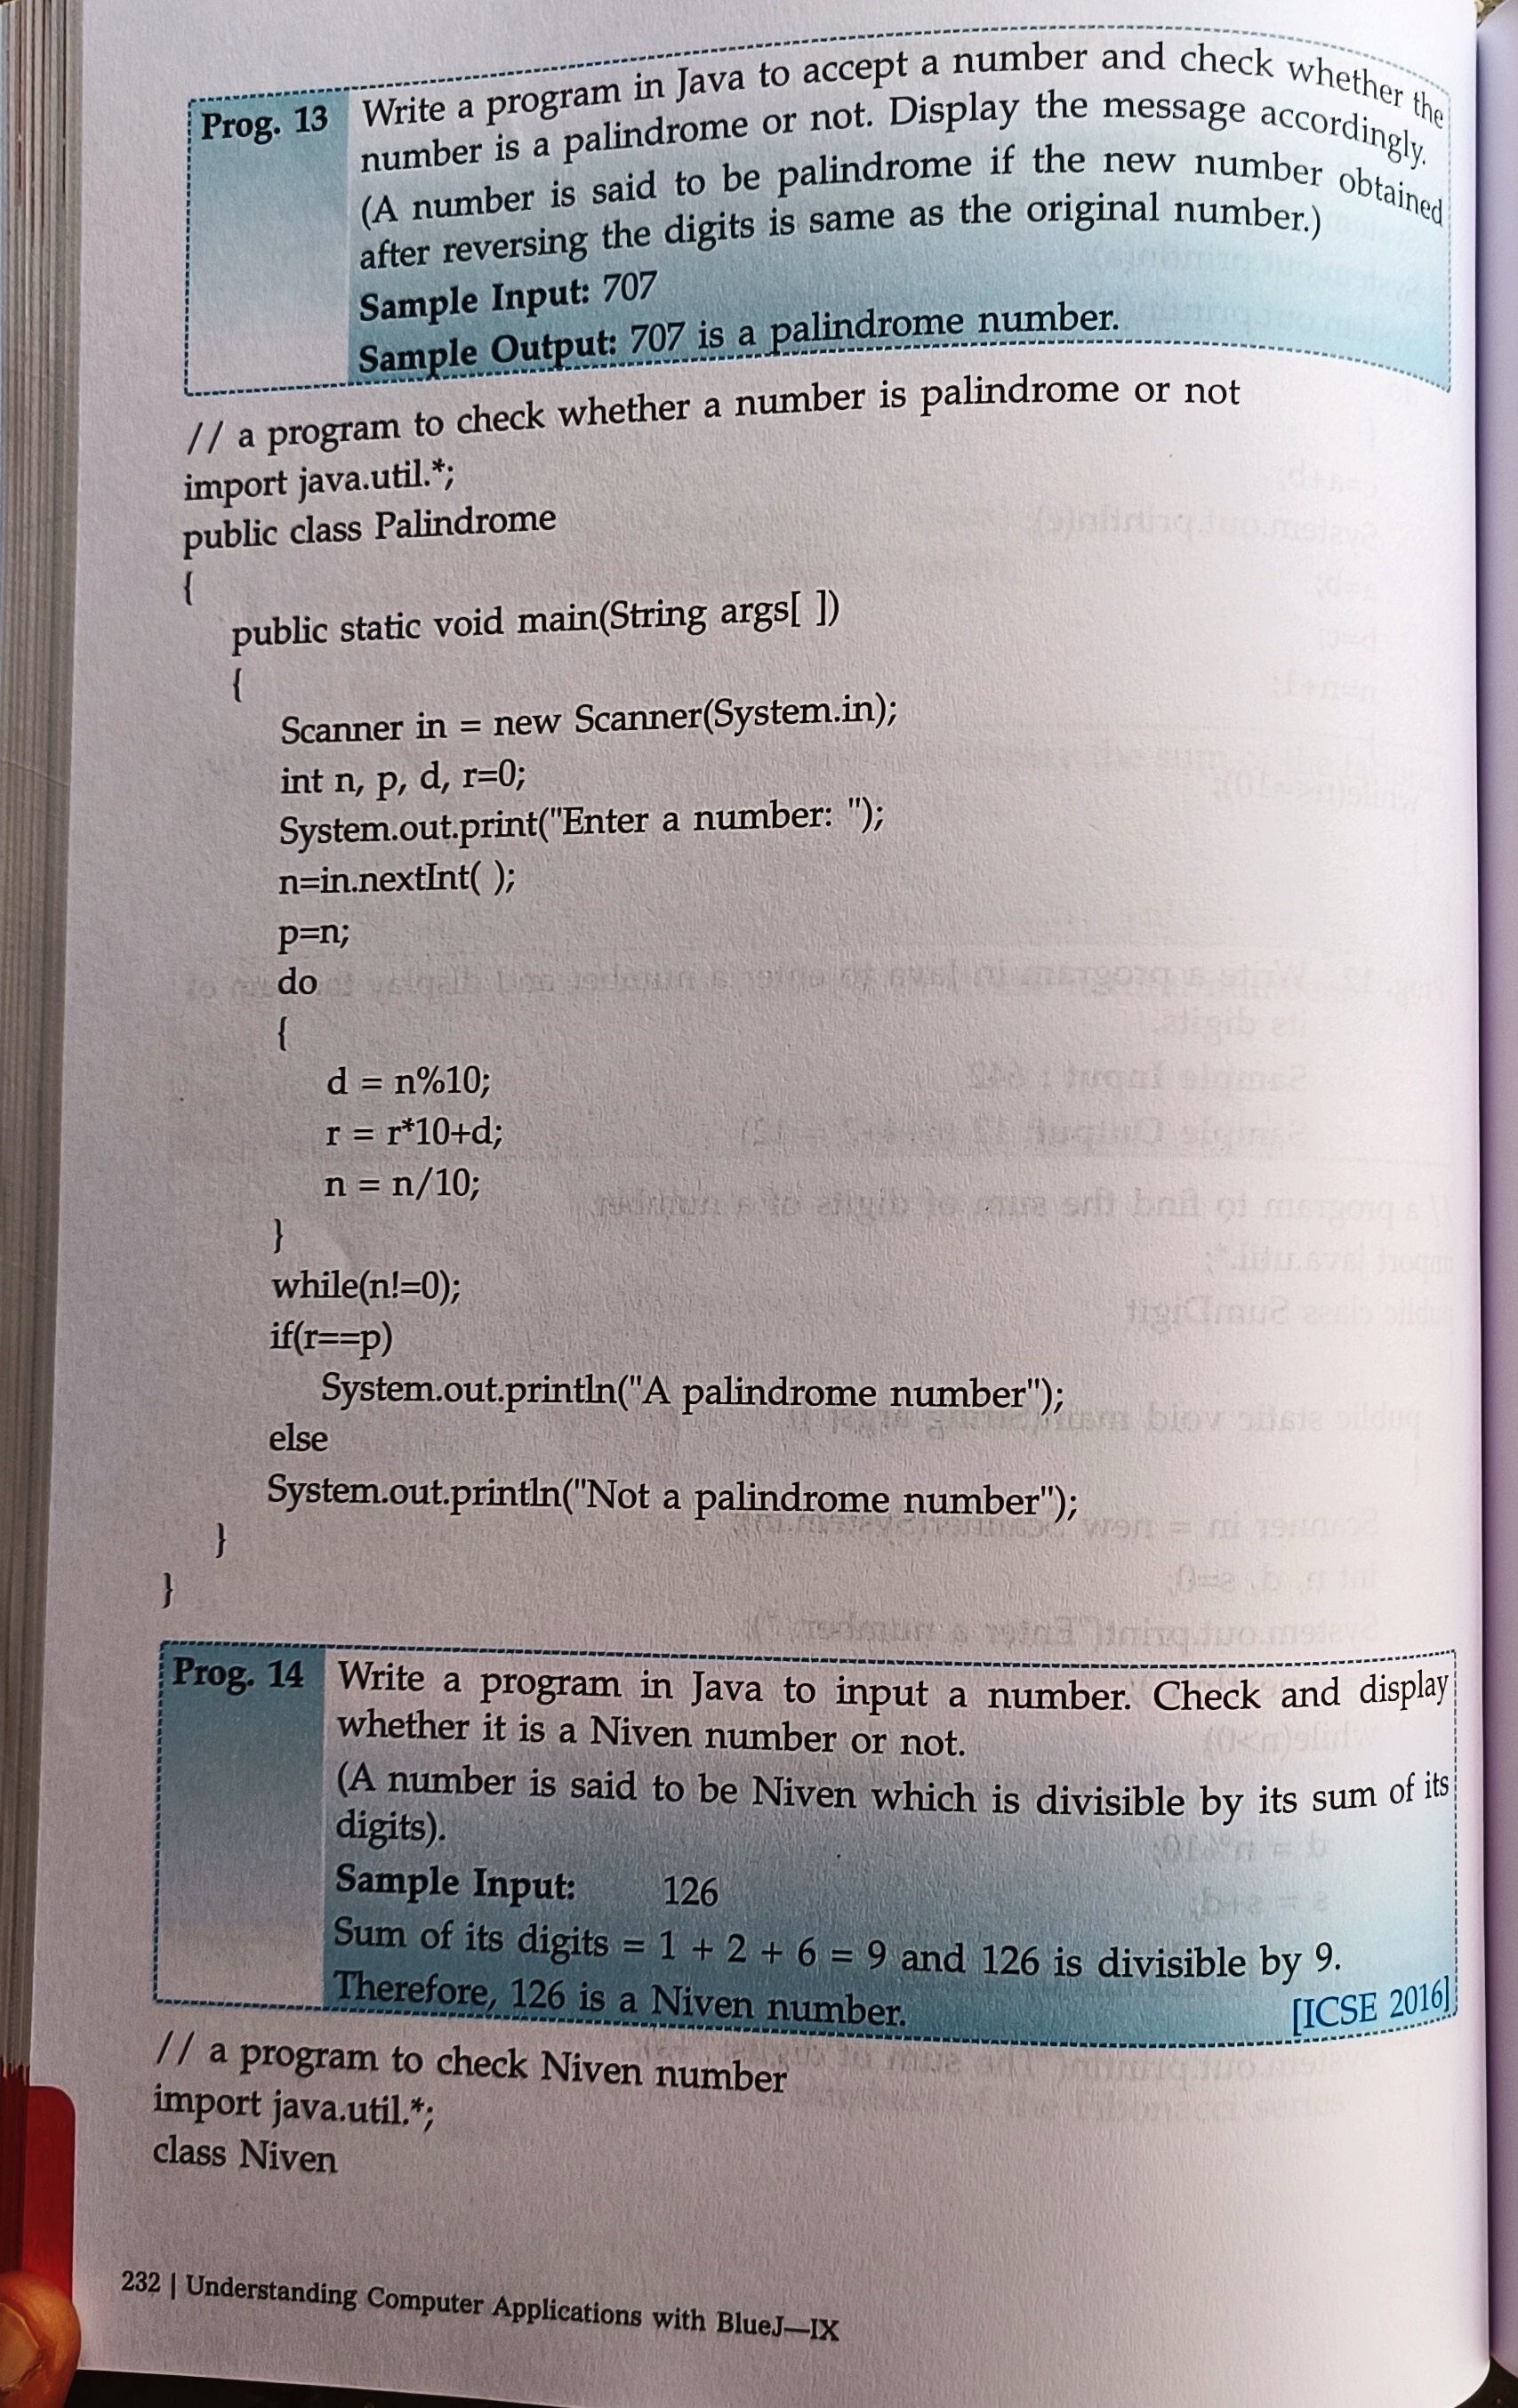 Prog. 13 Write a program in Java to accept a number and check whether the
number is a palindrome or not. Display the message accordingly.
(A number is said to be palindrome if the new number obtained
after reversing the digits is same as the original number.)
Sample Input: 707
Sample Output: 707 is a palindrome number.
// a program to check whether a number is palindrome or not
import java.util.*;
public class Palindrome
{
public static void main(String args[ ])
{
Scanner in = new Scanner(System.in);
int n, p, d, r=0;
System.out.print("Enter a number: ");
n=in.nextInt( );
p=n;
do
{
d = n%10;
r = r*10+d;
n = n/10;
}
while(n!=0);
if(r==p)
System.out.println("A palindrome number");
else
System.out.println("Not a palindrome number");
}
}
Prog. 14 Write a program in Java to input a number. Check and display
whether it is a Niven number or not.
(A number is said to be Niven which is divisible by its sum of its
digits).
Sample Input: 126
Sum of its digits = 1 + 2 + 6 = 9 and 126 is divisible by 9.
Therefore, 126 is a Niven number. [ICSE 2016]
// a program to check Niven number
import java.util.*;
class Niven
232 | Understanding Computer Applications with BlueJ—IX